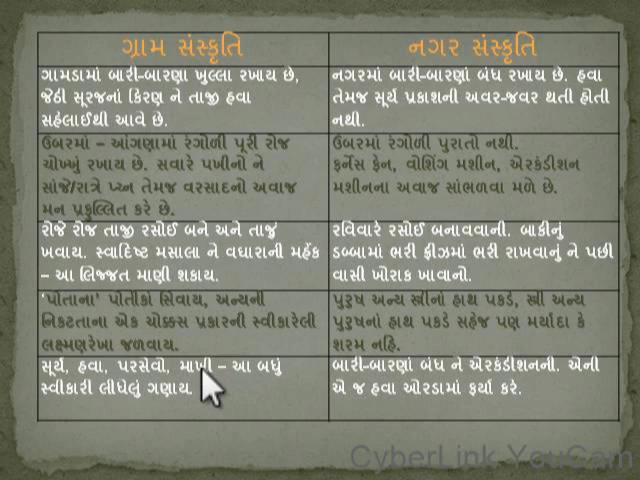 ગ્રામ સંસ્કૃતિ
નગર સંસ્કૃતિ
ગામડામાં બારી-બારણા ખુલ્લા રખાય છે,
જેઠી સૂરજનાં કિરણ ને તાજી હવા
સહેલાઈથી આવે છે.
નગરમાં બારી-બારણાં બંધ રખાય છે. હવા
તેમજ સૂર્ય પ્રકાશની અવર-જવર થતી હોતી
નથી.
ઉંબરમાં – આંગણામાં રંગોળી પૂરી રોજ
ચોખ્ખું રખાય છે. સવારે પખીનો ને
સાંજે/રાત્રે પ્વન તેમજ વરસાદનો અવાજ
મન પ્રફુલ્લિત કરે છે.
ઉંબરમાં રંગોળી પુરાતો નથી.
ફર્નેસ ફેન, વોશિંગ મશીન, એરકંડીશન
મશીનના અવાજ સાંભળવા મળે છે.
રોજે રોજ તાજી રસોઈ બને અને તાજું
ખવાય. સ્વાદિષ્ટ મસાલા ને વઘારાની મહેંક
– આ લિજ્જત માણી શકાય.
રવિવારે રસોઈ બનાવવાની. બાકીનું
ડબ્બામાં ભરી ફ્રીઝમાં ભરી રાખવાનું ને પછી
વાસી ખોરાક ખાવાનો.
'પોતાના' પોતીકો સિવાય, અન્યની
નિકટતાના એક ચોક્કસ પ્રકારની સ્વીકારેલી
લક્ષ્મણરેખા જળવાય.
પુરુષ અન્ય સ્ત્રીનો હાથ પકડે, સ્ત્રી અન્ય
પુરુષનાં હાથ પકડે સહેજ પણ મર્યાદા કે
શરમ નહિ.
સૂર્ય, હવા, પરસેવો, માખી – આ બધું
સ્વીકારી લીધેલું ગણાય.
બારી-બારણાં બંધ ને એરકંડીશનની. એની
એ જ હવા ઓરડામાં ફર્યા કરે.
CyberLink YouCam